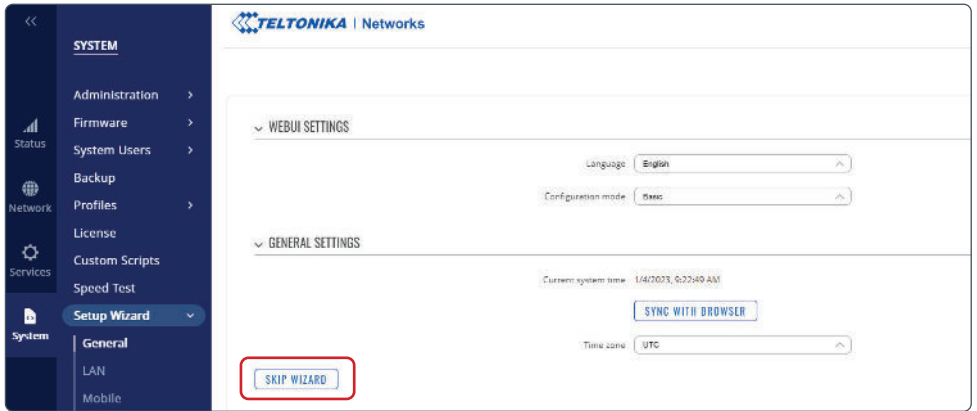 <<
SYSTEM
Administration >
Firmware >
System Users >
Backup
Profiles >
License
Custom Scripts
Speed Test
Setup Wizard
General
LAN
Mobile
Status
Network
Services
System
TELTONIKA | Networks
WEBUI SETTINGS
Language English
Configuration mode Basic
GENERAL SETTINGS
Current system time 1/4/2023, 9:22:49 AM
SYNC WITH BROWSER
Time zone UTC
SKIP WIZARD